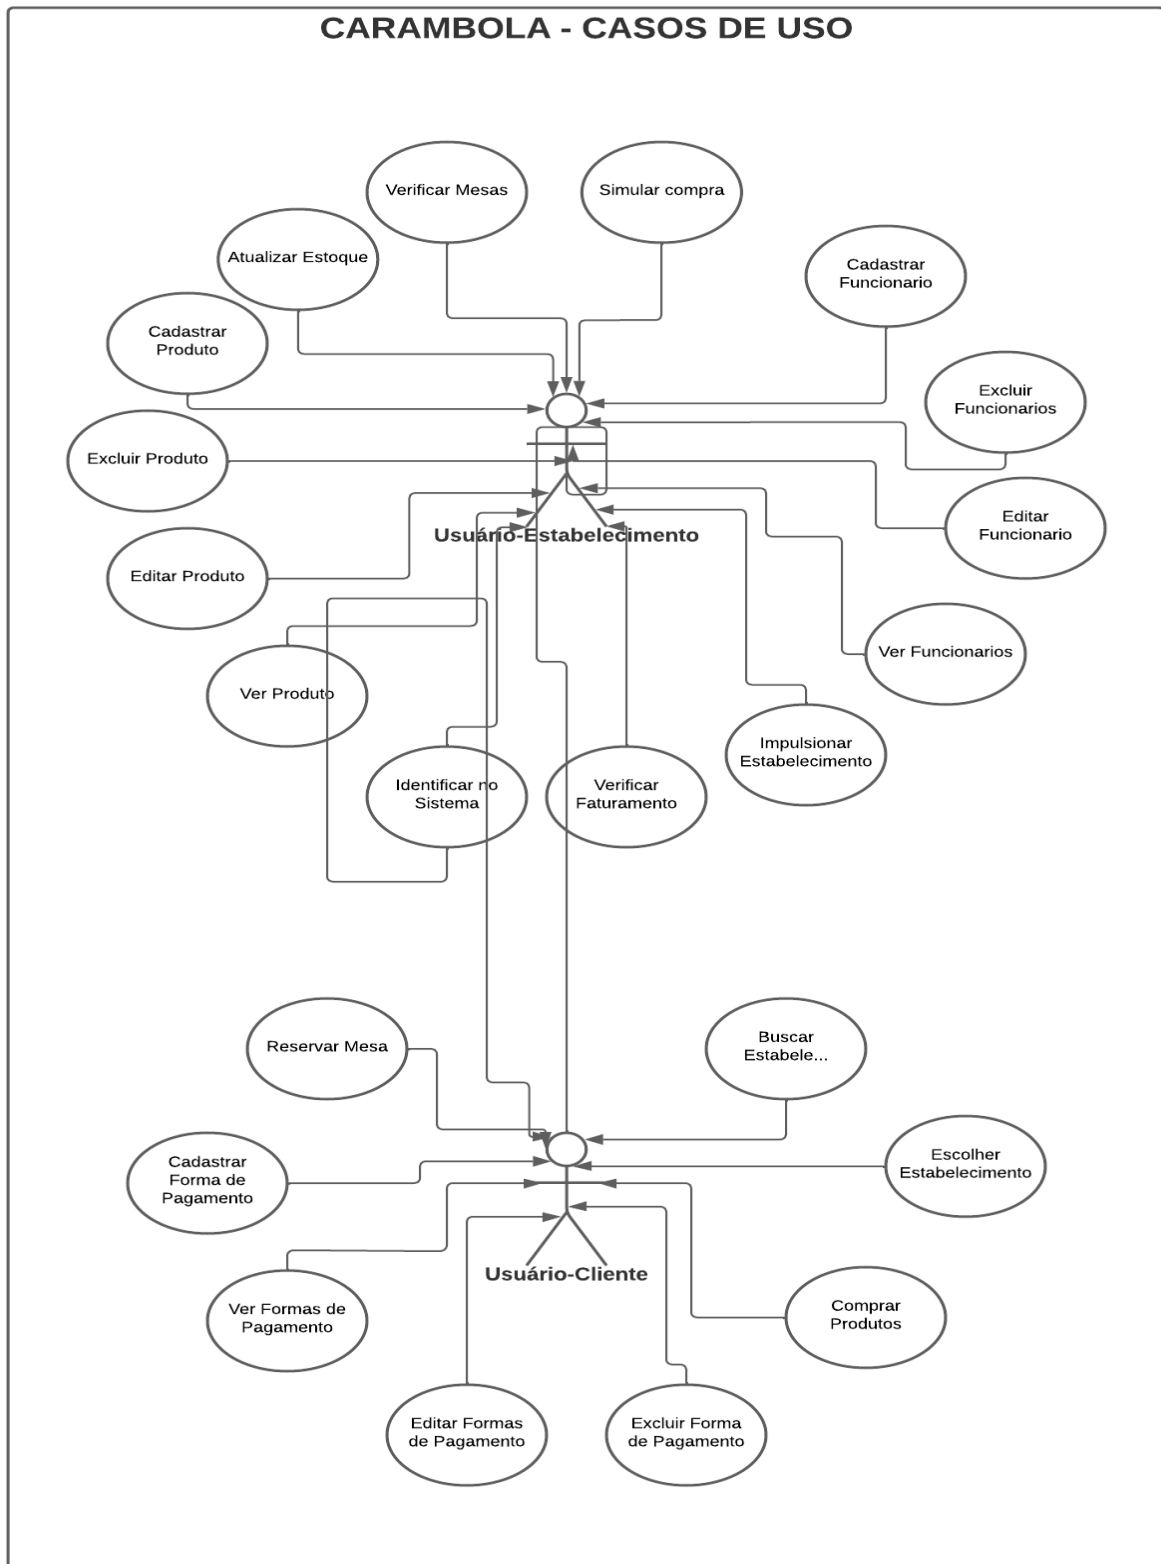 CARAMBOLA - CASOS DE USO
Verificar Mesas
Simular compra
Atualizar Estoque
Cadastrar
Funcionario
Cadastrar
Produto
Excluir
Funcionarios
Excluir Produto
Editar
Funcionario
Usuário-Estabelecimento
Editar Produto
Ver Funcionarios
Ver Produto
Impulsionar
Estabelecimento
Identificar no
Sistema
Verificar
Faturamento
Reservar Mesa
Buscar
Estabele...
Cadastrar
Forma de
Pagamento
Escolher
Estabelecimento
Usuário-Cliente
Ver Formas de
Pagamento
Comprar
Produtos
Editar Formas
de Pagamento
Excluir Forma
de Pagamento